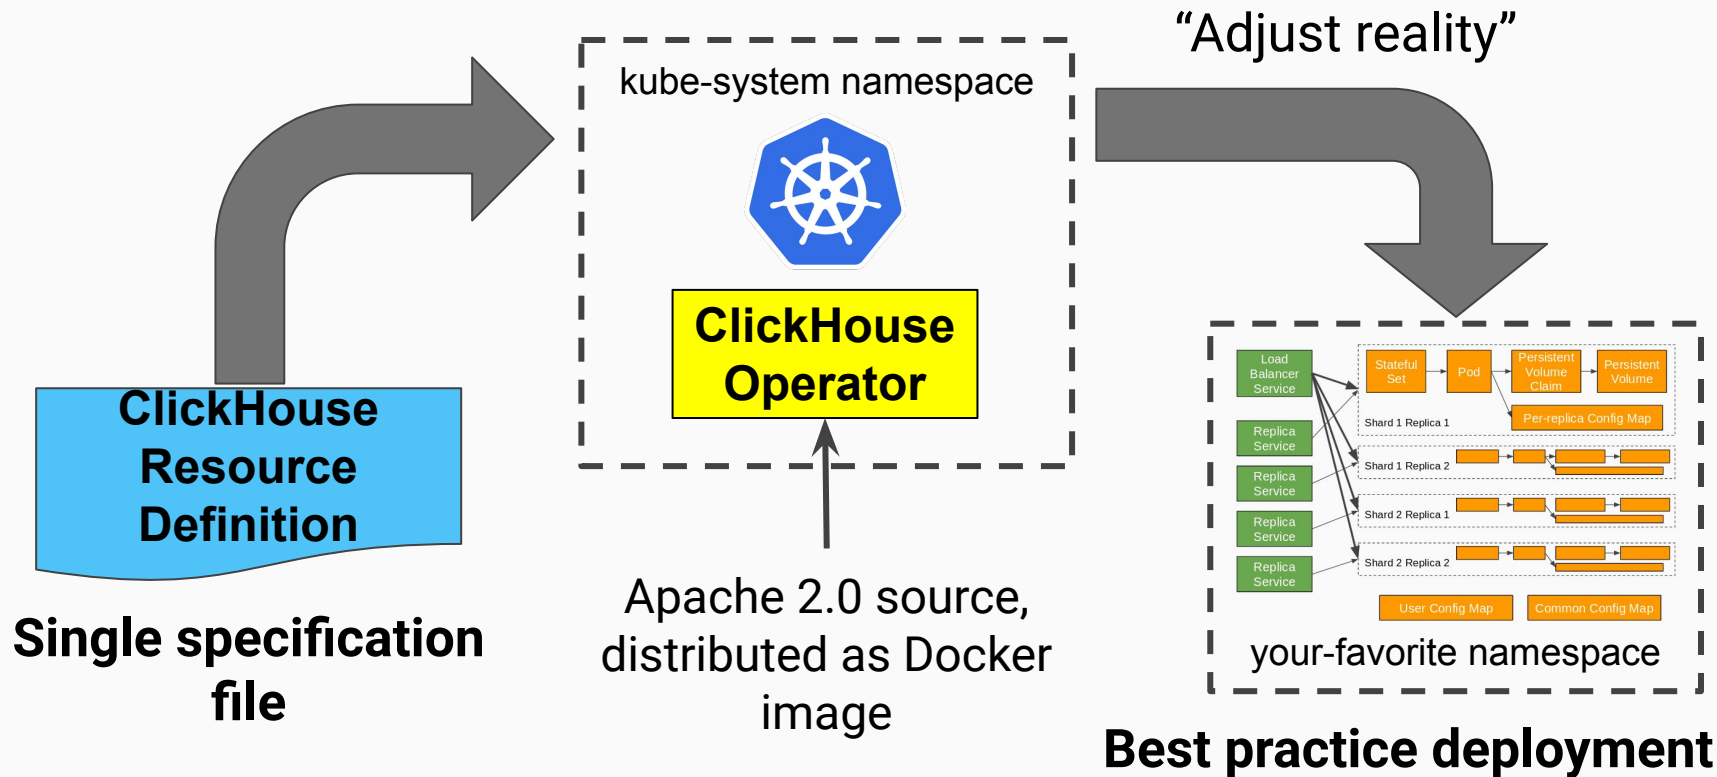 “Adjust reality”
kube-system namespace
ClickHouse
Operator
ClickHouse
Resource
Definition
Single specification
file
Apache 2.0 source,
distributed as Docker
image
Load
Balancer
Service
Replica
Service
Replica
Service
Replica
Service
Replica
Service
Stateful
Set
Pod
Persistent
Volume
Claim
Persistent
Volume
Per-replica Config Map
Shard 1 Replica 1
Shard 1 Replica 2
Shard 2 Replica 1
Shard 2 Replica 2
User Config Map
Common Config Map
your-favorite namespace
Best practice deployment